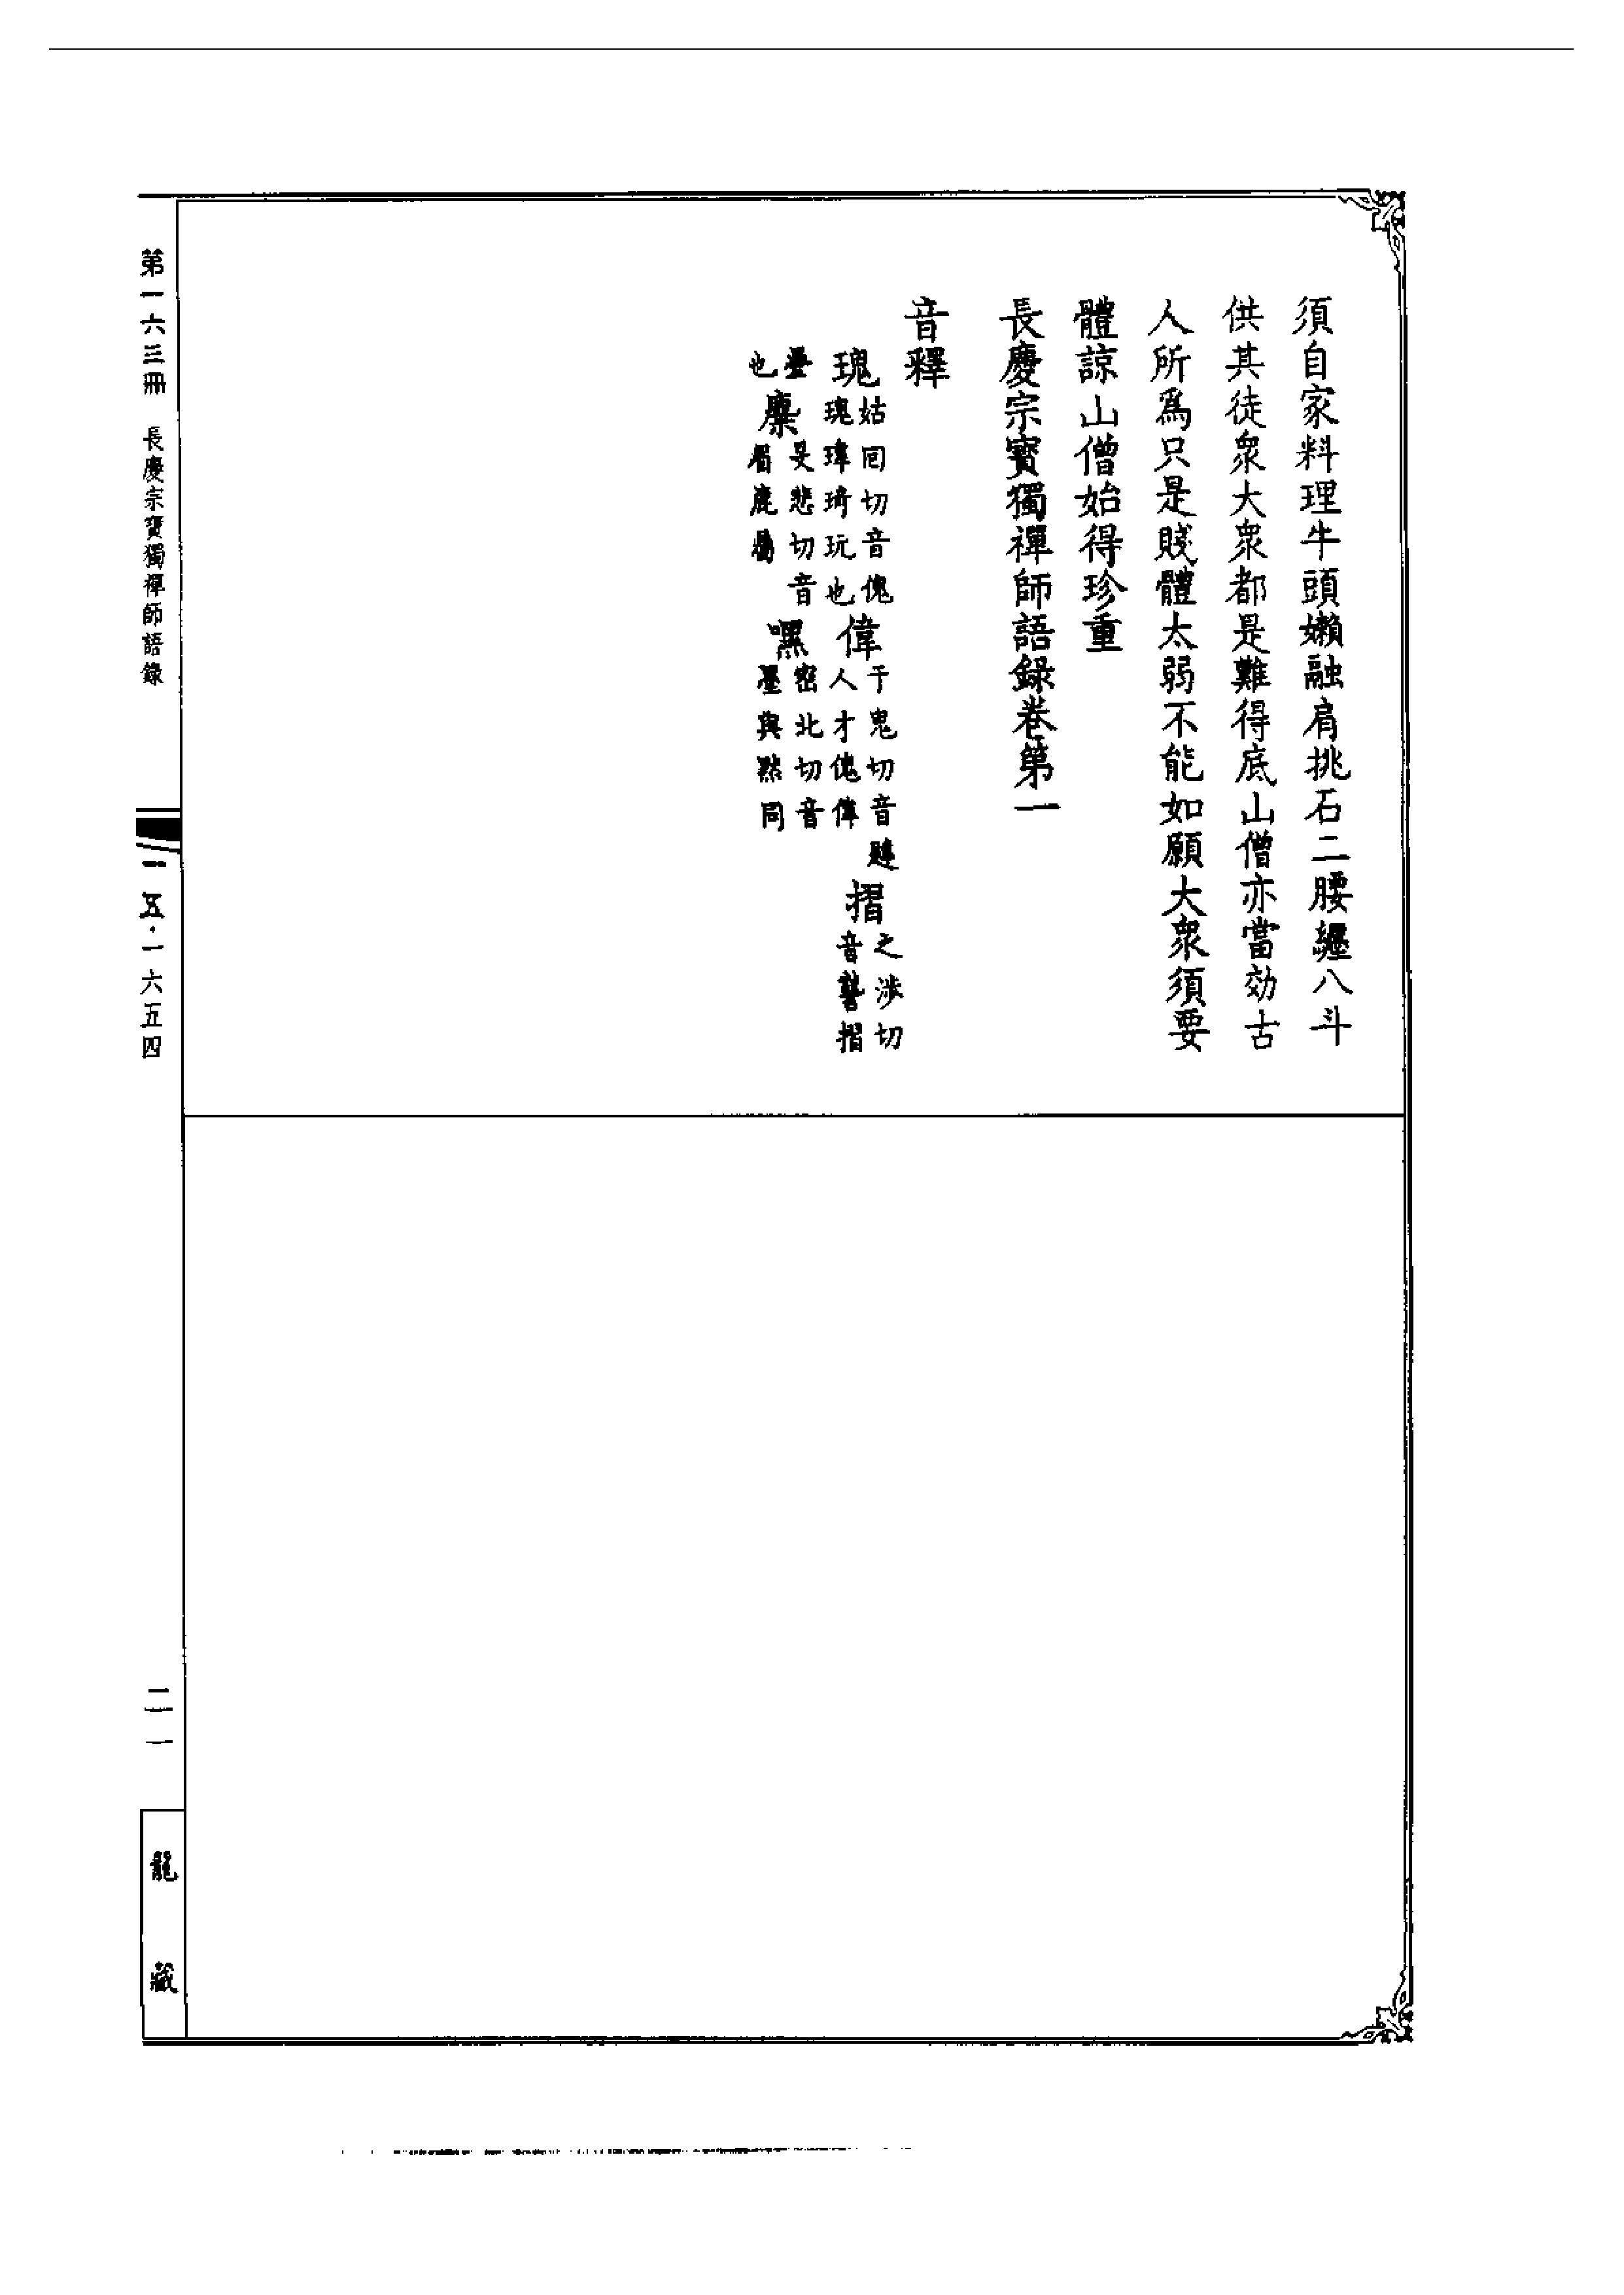 須自家料理牛頭嬾融肩挑石二腰纏八斗
供其徒衆大衆都是難得底山僧亦當効古
人所爲只是賤體太弱不能如願大衆須要
體諒山僧始得珍重
長慶宗寶獨禪師語錄卷第一
音釋
瑰姑回切音傀瑰瑋琦玩也 偉于鬼切音韙人才傀偉 摺之涉切音讋摺
疊也 麋旻悲切音眉鹿屬 嘿密北切音墨與默同
第一六三冊 長慶宗寶獨禪師語錄
一五·一六五四
二一
龍藏